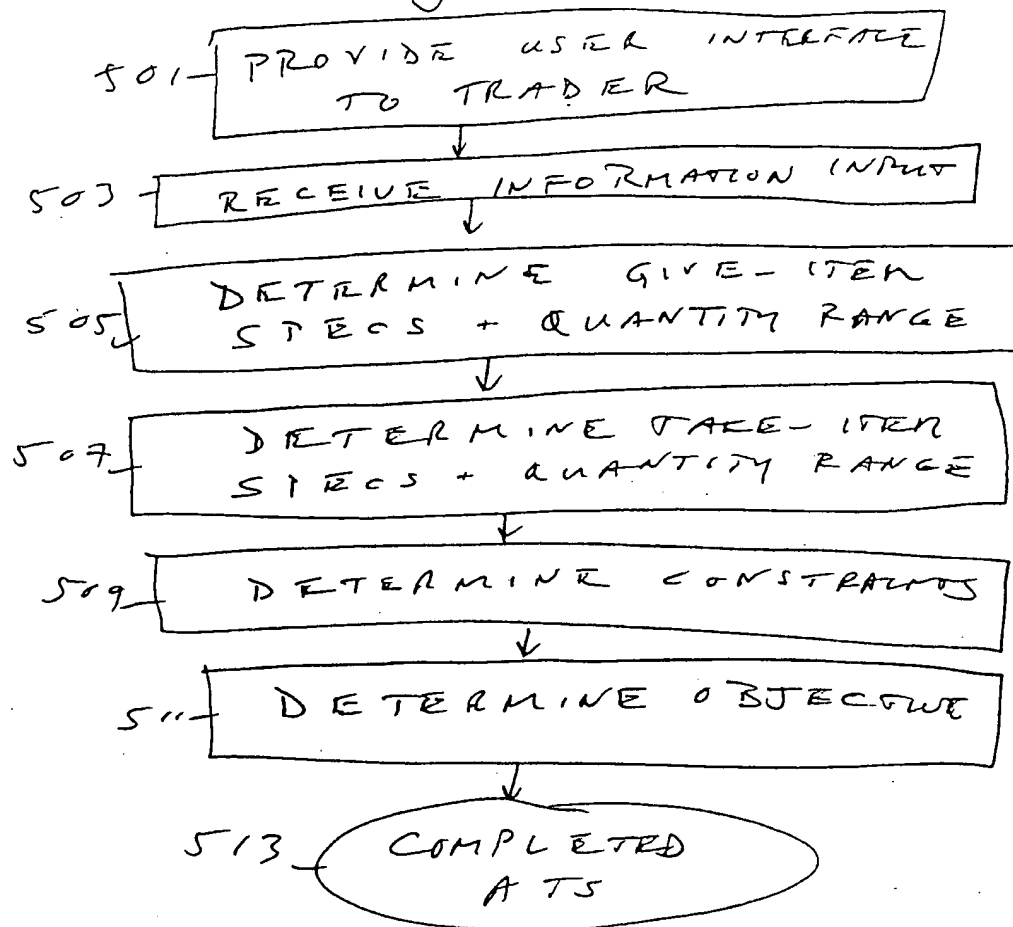 501 PROVIDE USER INTERFACE
TO TRADER
503 RECEIVE INFORMATION INPUT
DETERMINE GIVE-ITEM
505 SPECS + QUANTITY RANGE
507 DETERMINE TAKE-ITEM
SPECS + QUANTITY RANGE
509 DETERMINE CONSTRAINTS
511 DETERMINE OBJECTIVE
513 COMPLETED
ATS